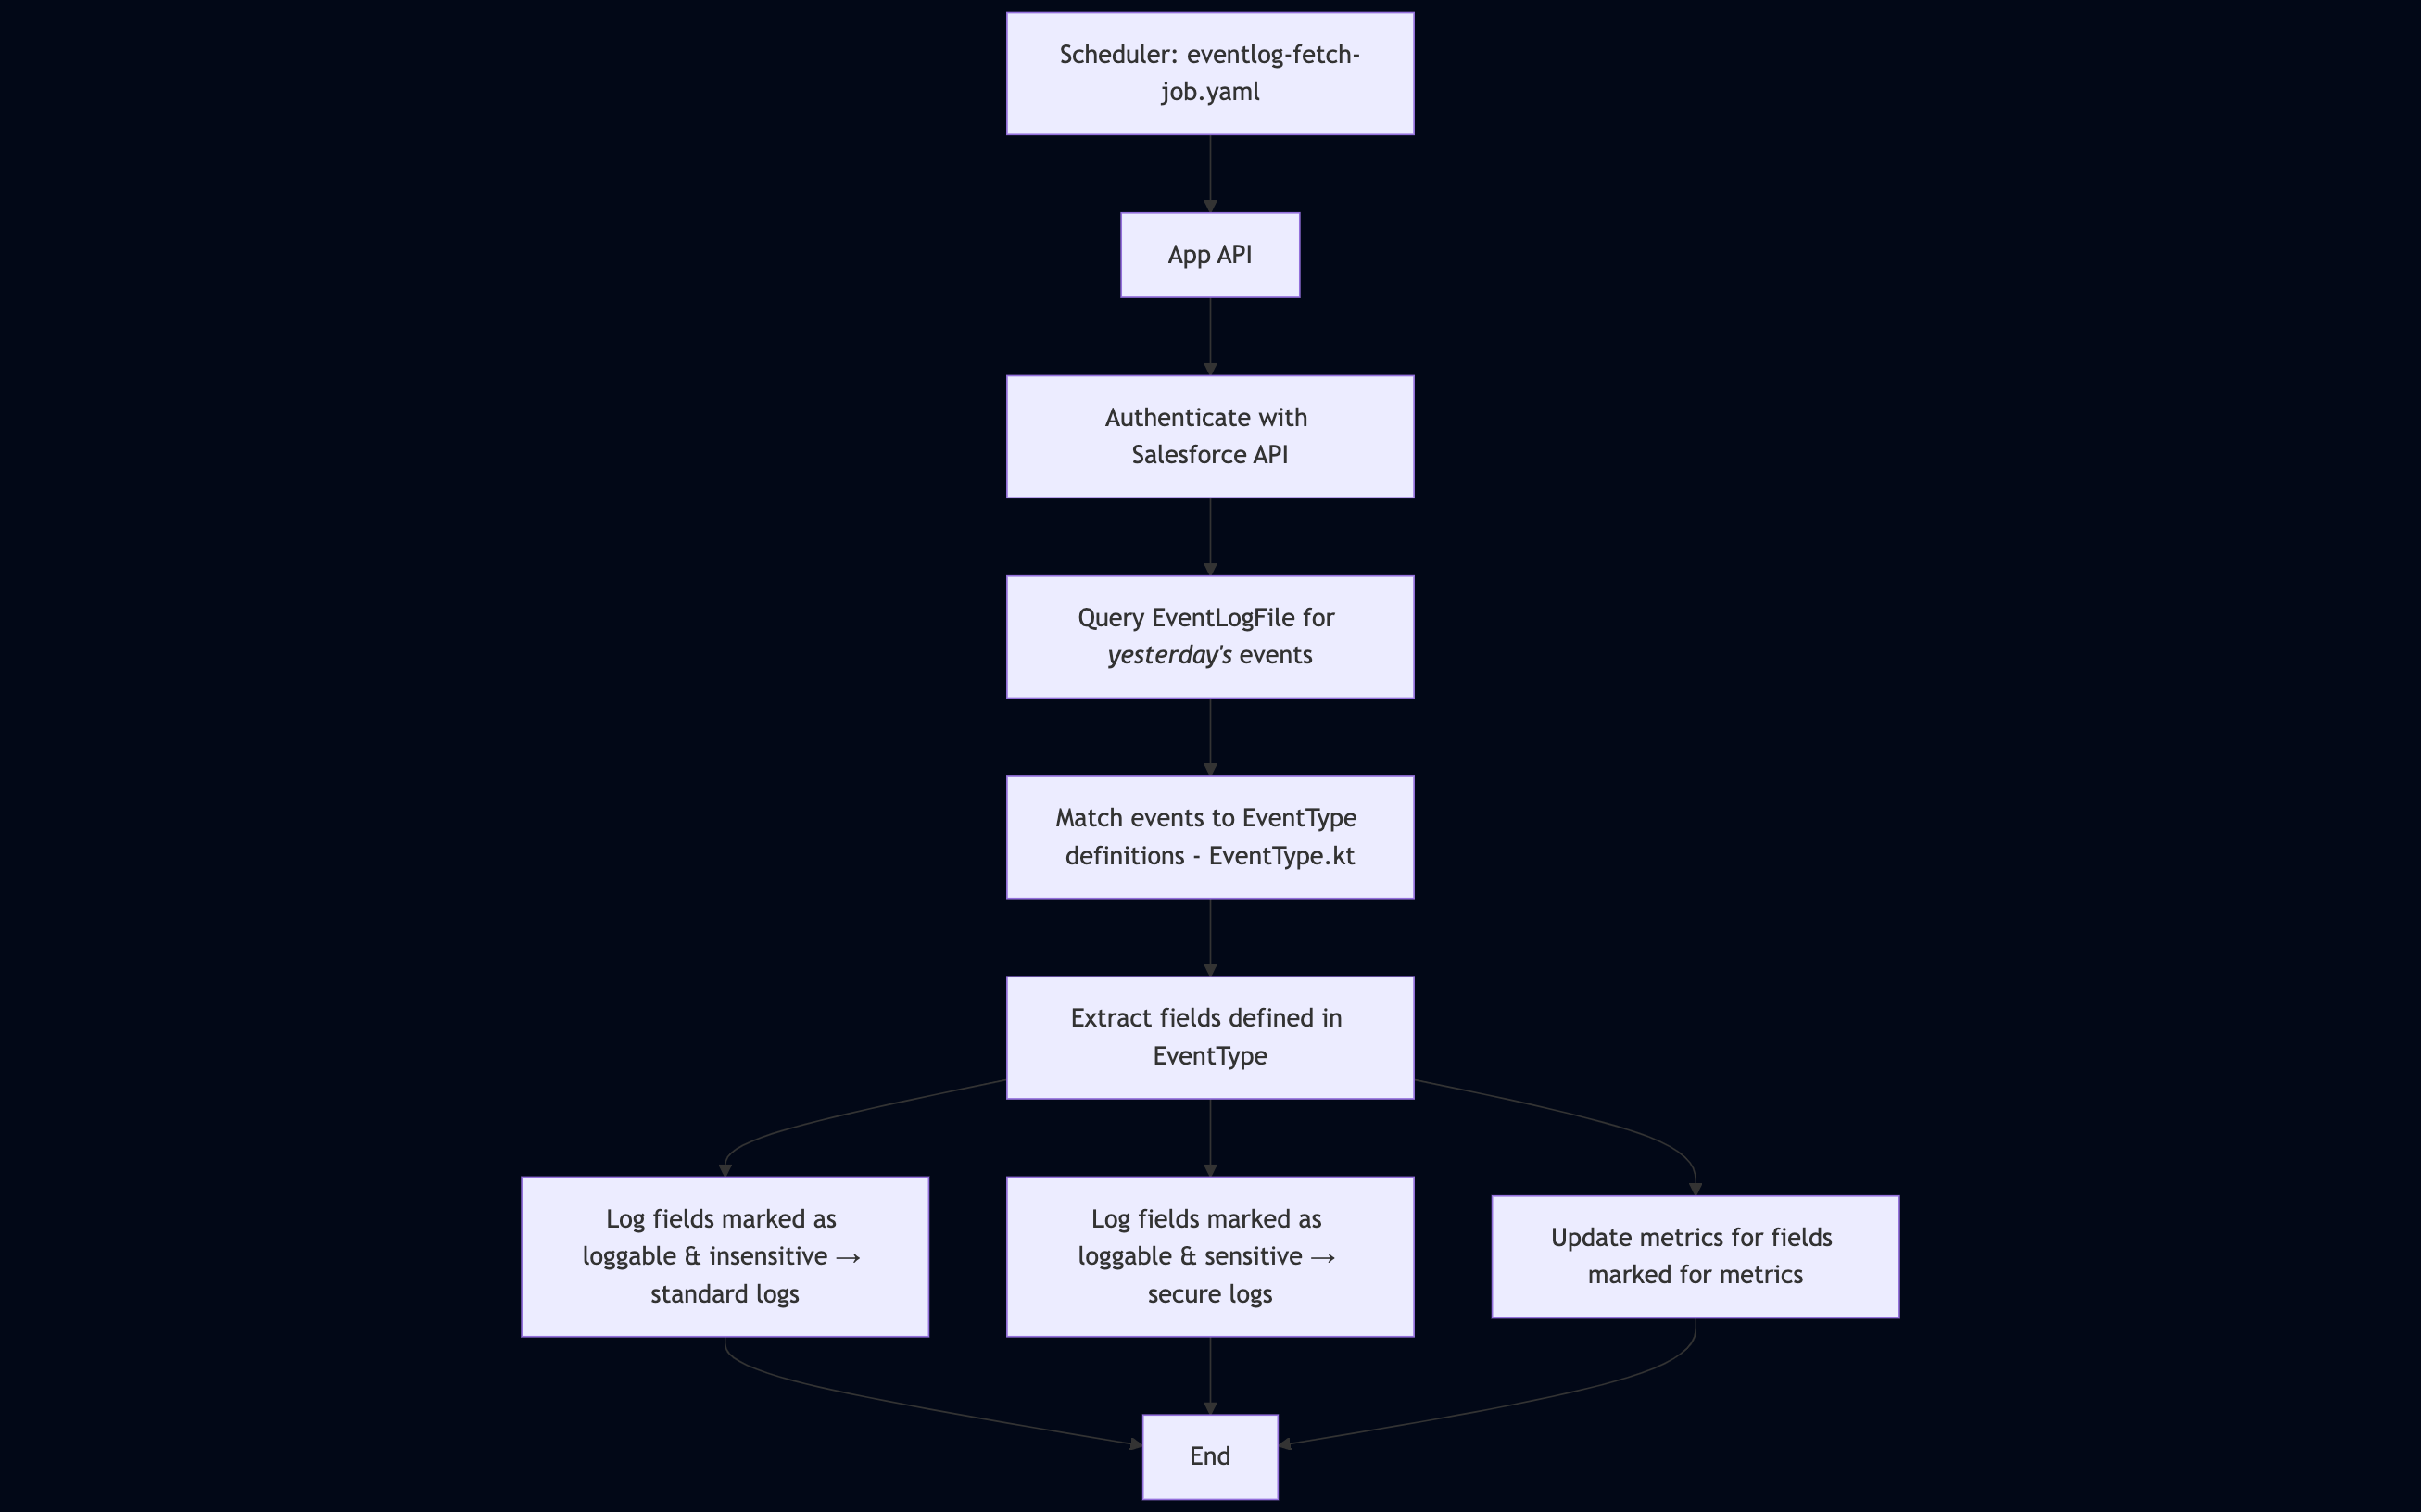 Scheduler: eventlog-fetch-
job.yaml
App API
Authenticate with
Salesforce API
Query EventLogFile for
yesterday's events
Match events to EventType
definitions - EventType.kt
Extract fields defined in
EventType
Log fields marked as
loggable & insensitive →
standard logs
Log fields marked as
loggable & sensitive →
secure logs
Update metrics for fields
marked for metrics
End